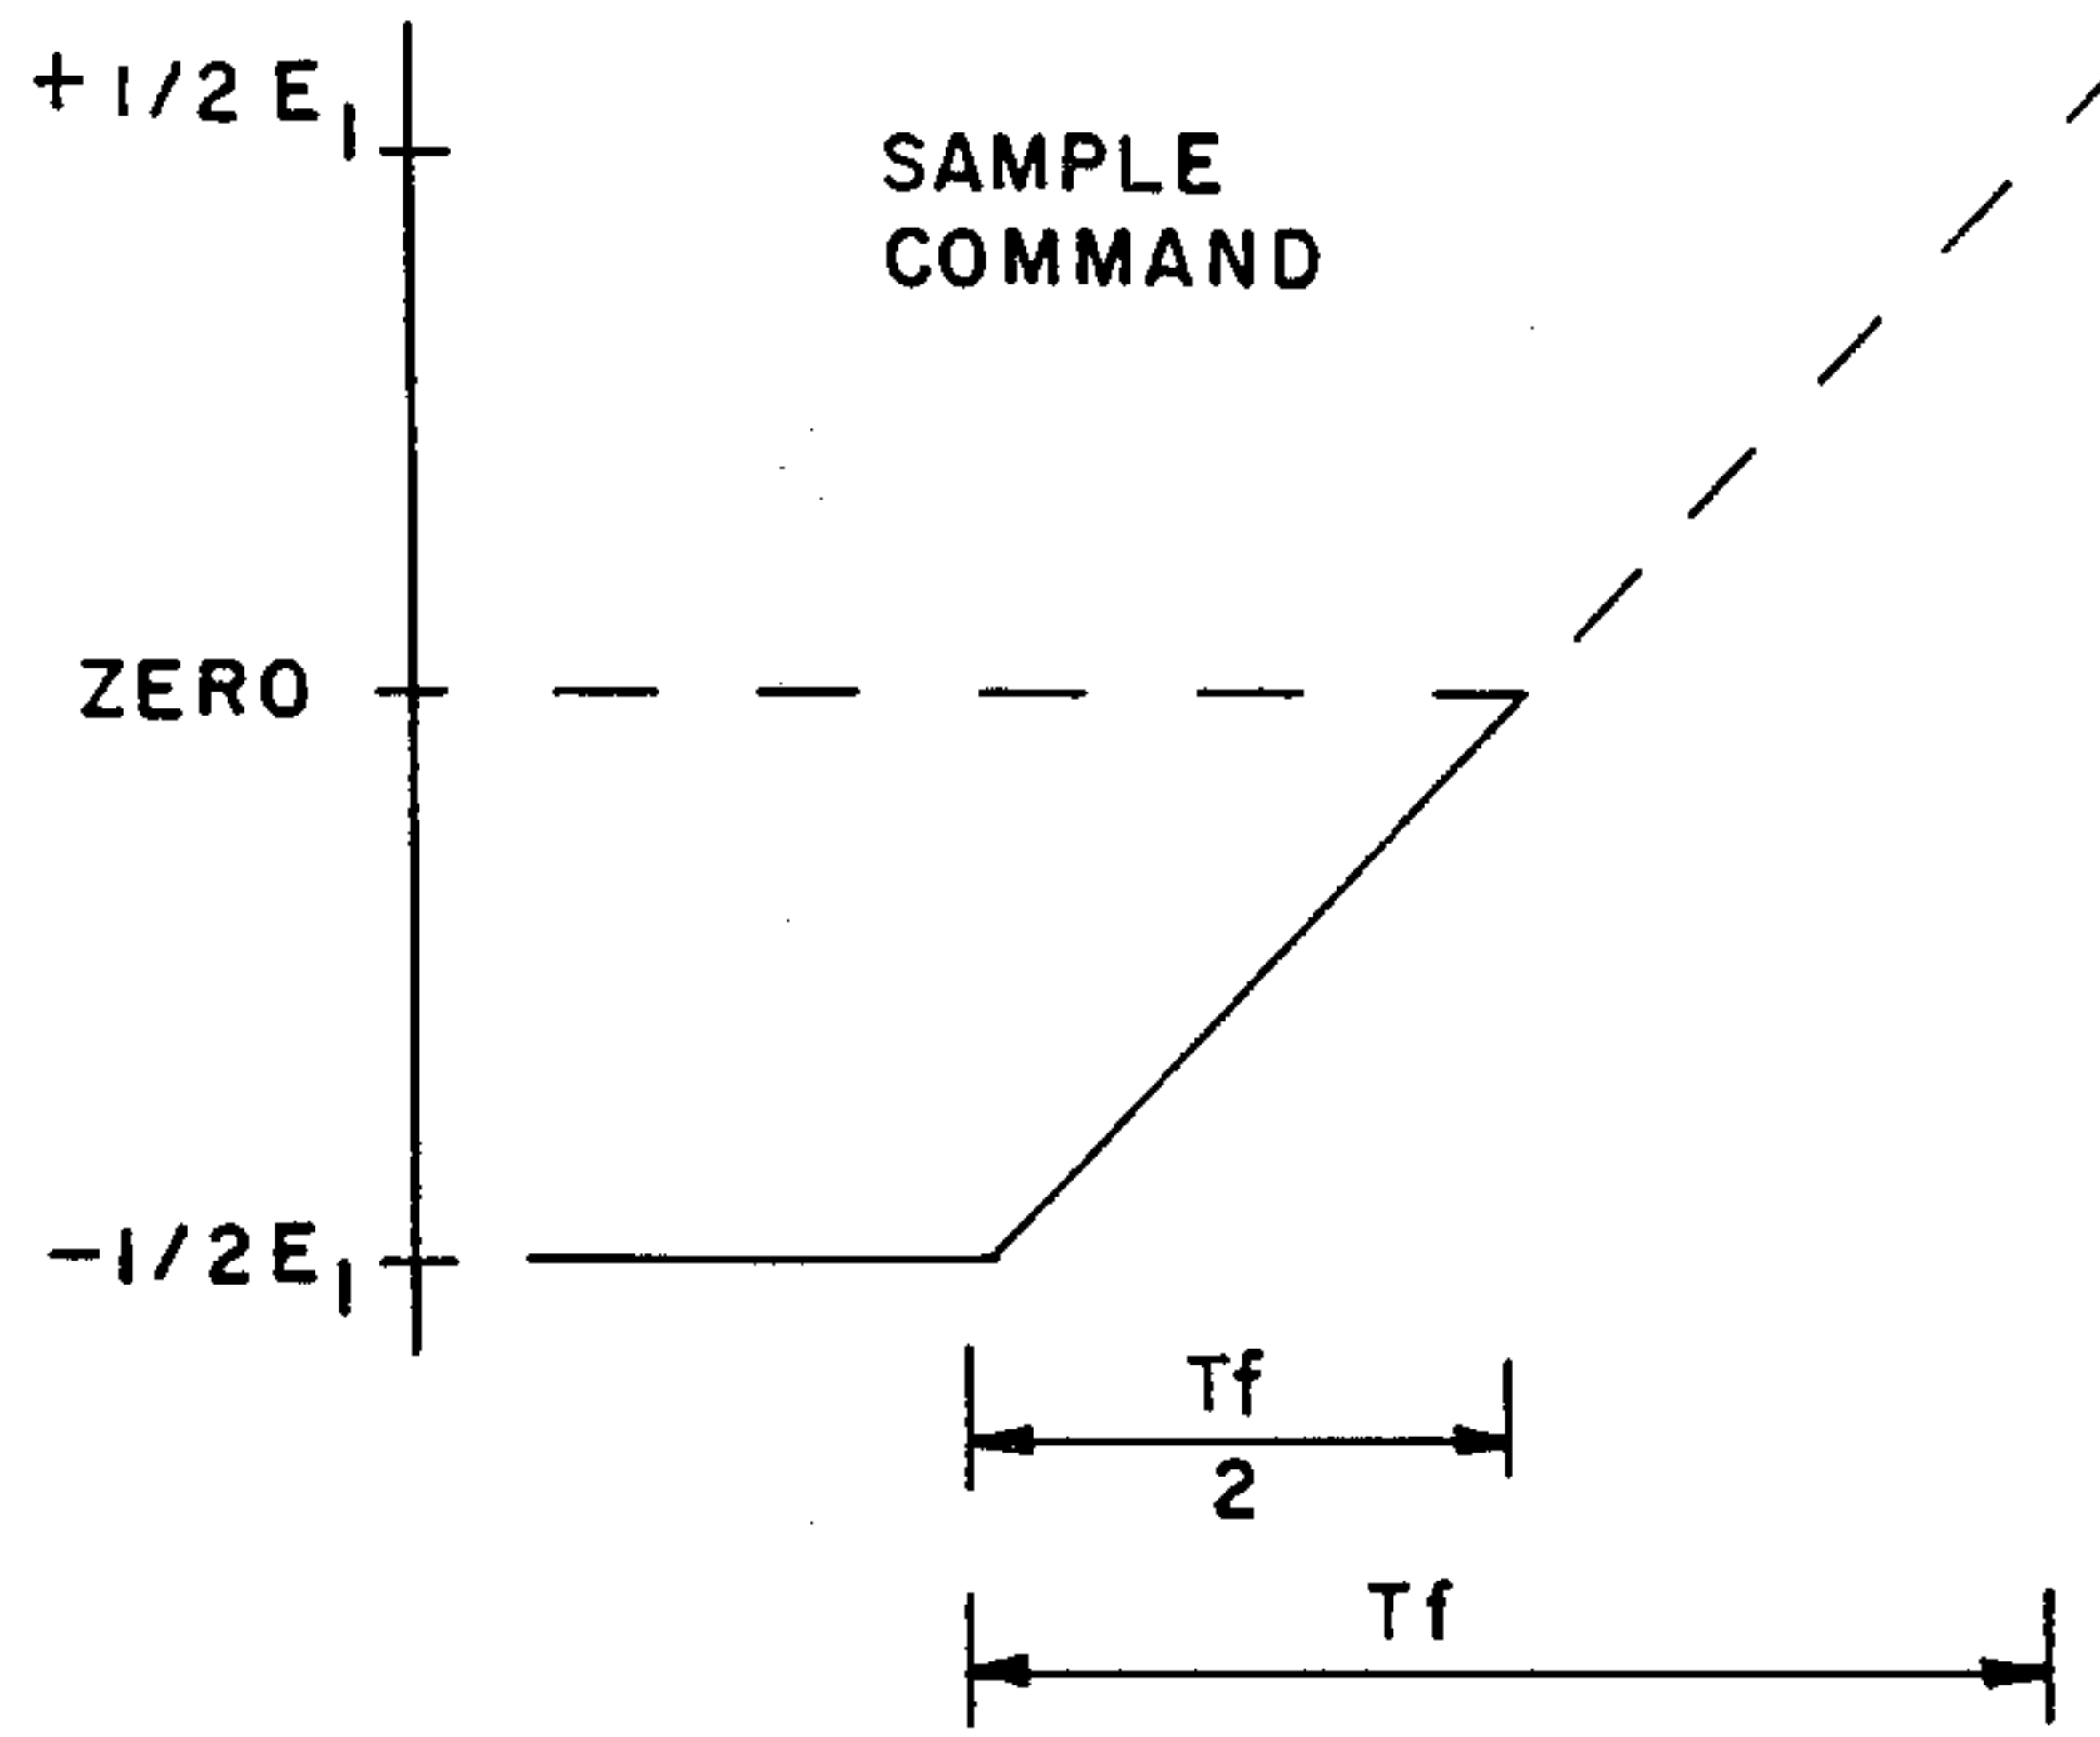 +1/2 E1
SAMPLE
COMMAND
ZERO
-1/2E1
Tf
2
Tf